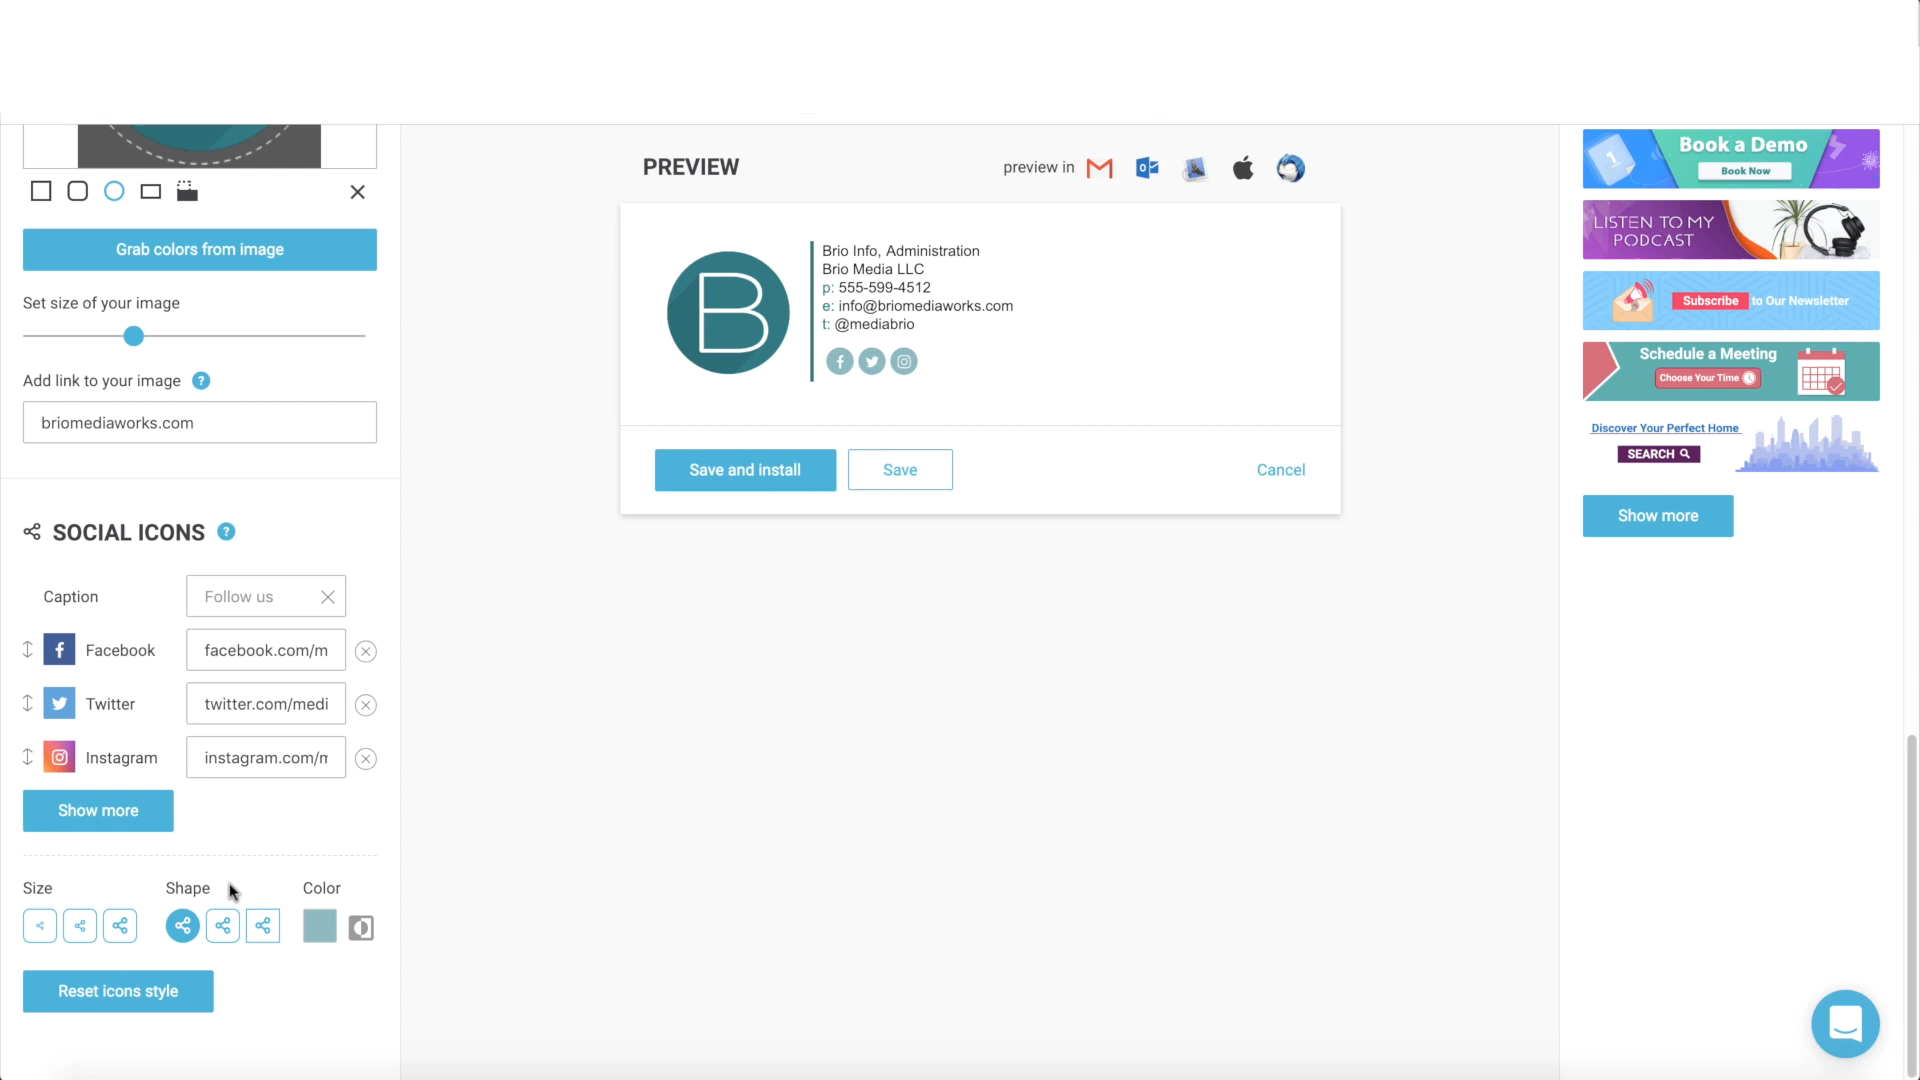 Grab colors from image
Set size of your image
Add link to your image ?
briomediaworks.com
SOCIAL ICONS ?
Caption Follow us
Facebook facebook.com/m
Twitter twitter.com/medi
Instagram instagram.com/m
Show more
Size Shape Color
Reset icons style
PREVIEW
preview in
B
Brio Info, Administration
Brio Media LLC
p: 555-599-4512
e: info@briomediaworks.com
t: @mediabrio
Save and install Save Cancel
1
Book a Demo
Book Now
LISTEN TO MY
PODCAST
Subscribe to Our Newsletter
Schedule a Meeting
Choose Your Time
Discover Your Perfect Home
SEARCH
Show more